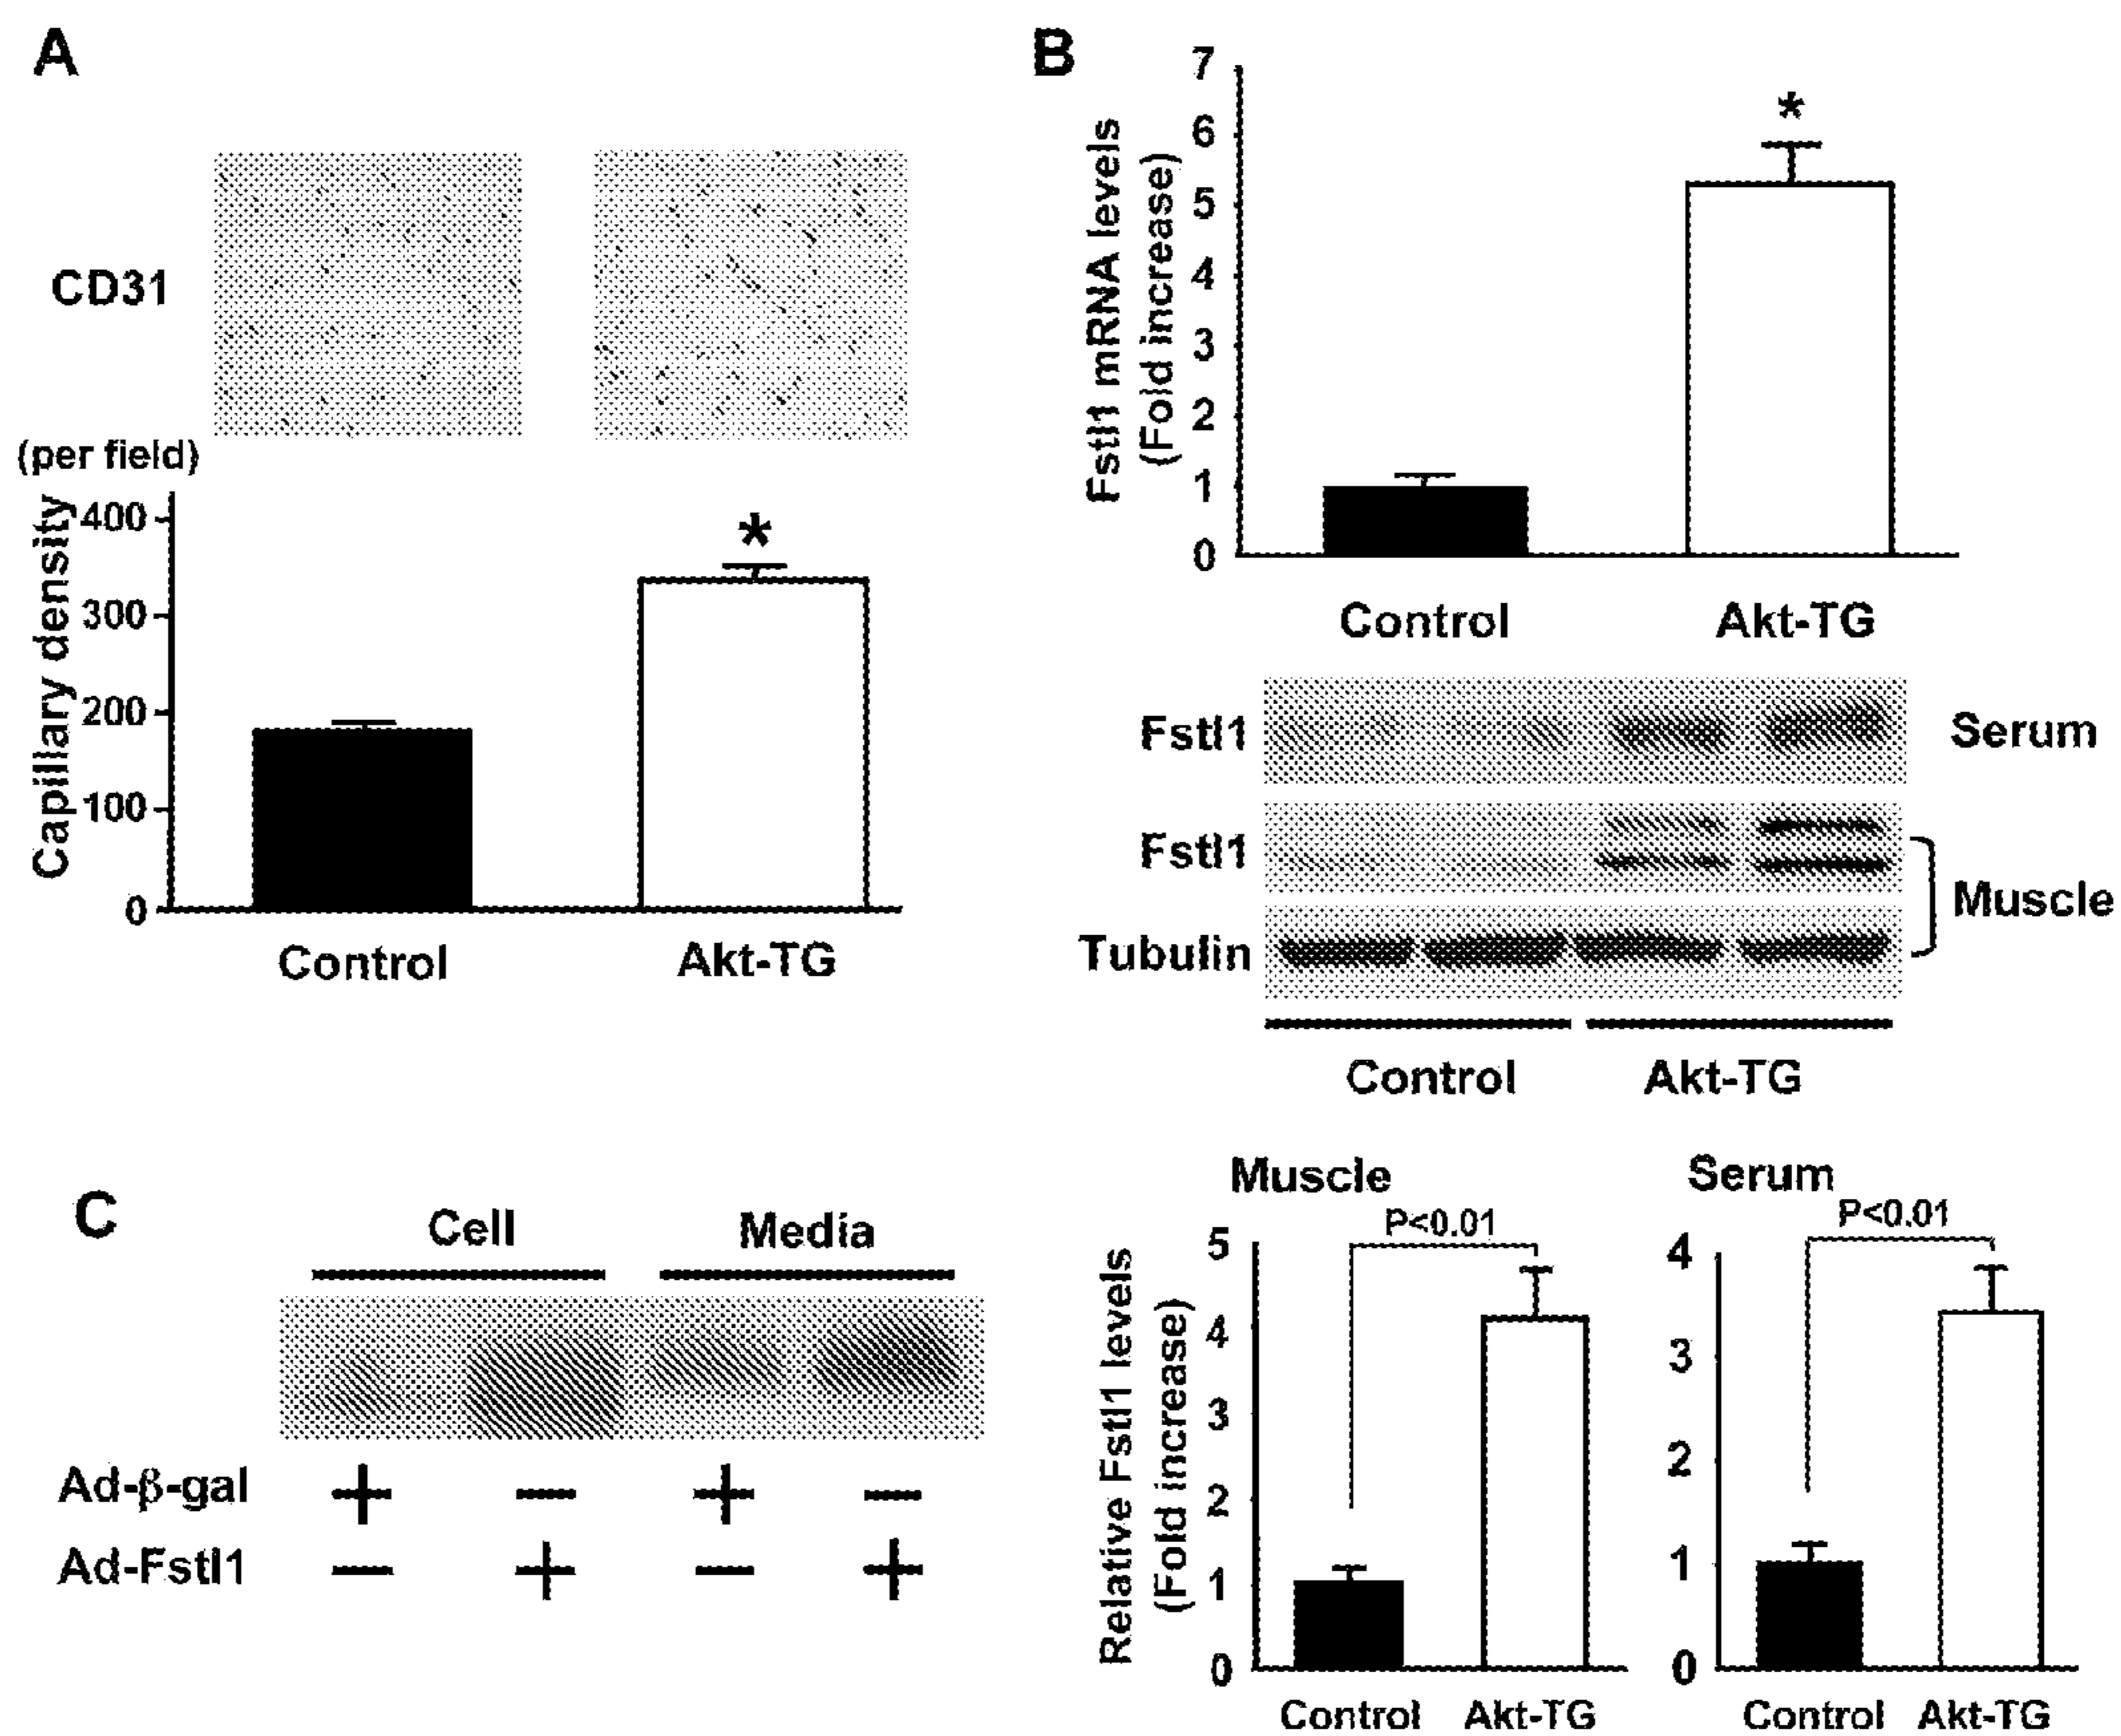 A
CD31
(per field)
Capillary density
400
300
200
100
0
*
Control Akt-TG
B
Fstl1 mRNA levels
(Fold increase)
7
6
5
4
3
2
1
0
*
Control Akt-TG
Fstl1 Serum
Fstl1
Muscle
Tubulin
Control Akt-TG
Muscle
P<0.01
Relative Fstl1 levels
(Fold increase)
5
4
3
2
1
0
Control Akt-TG
Serum
P<0.01
4
3
2
1
0
Control Akt-TG
C
Cell Media
Ad-β-gal + − + −
Ad-Fstl1 − + − +